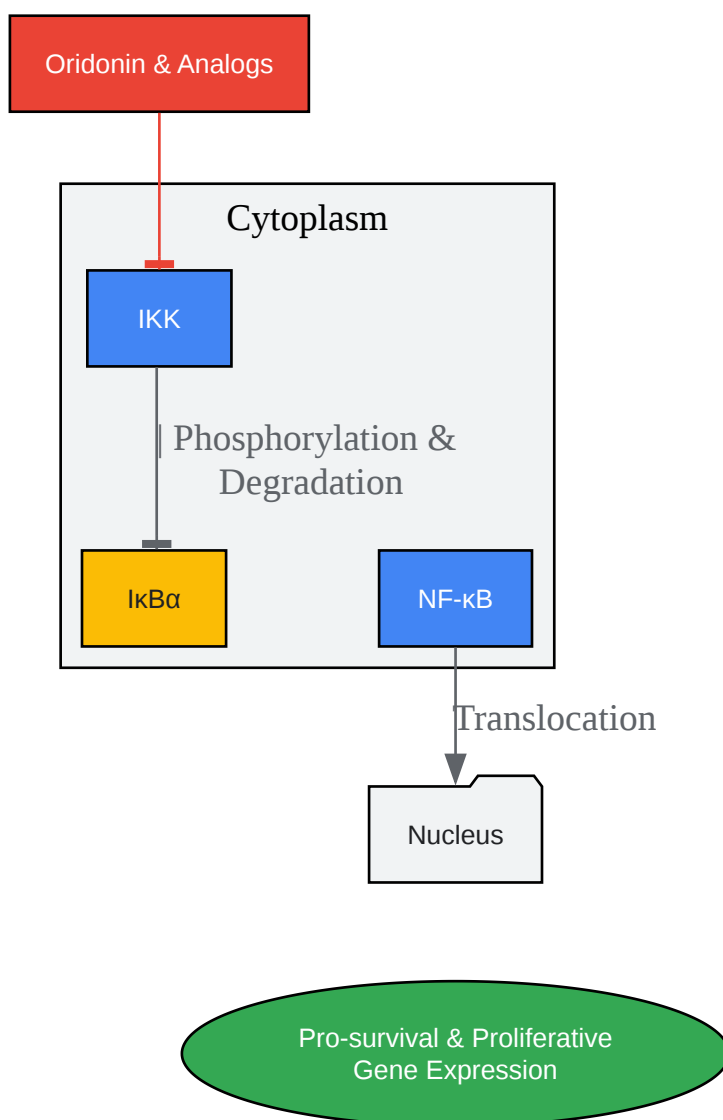 Oridonin & Analogs
Cytoplasm
IKK
| Phosphorylation &
Degradation
IκBα
NF-κB
Translocation
Nucleus
Pro-survival & Proliferative
Gene Expression